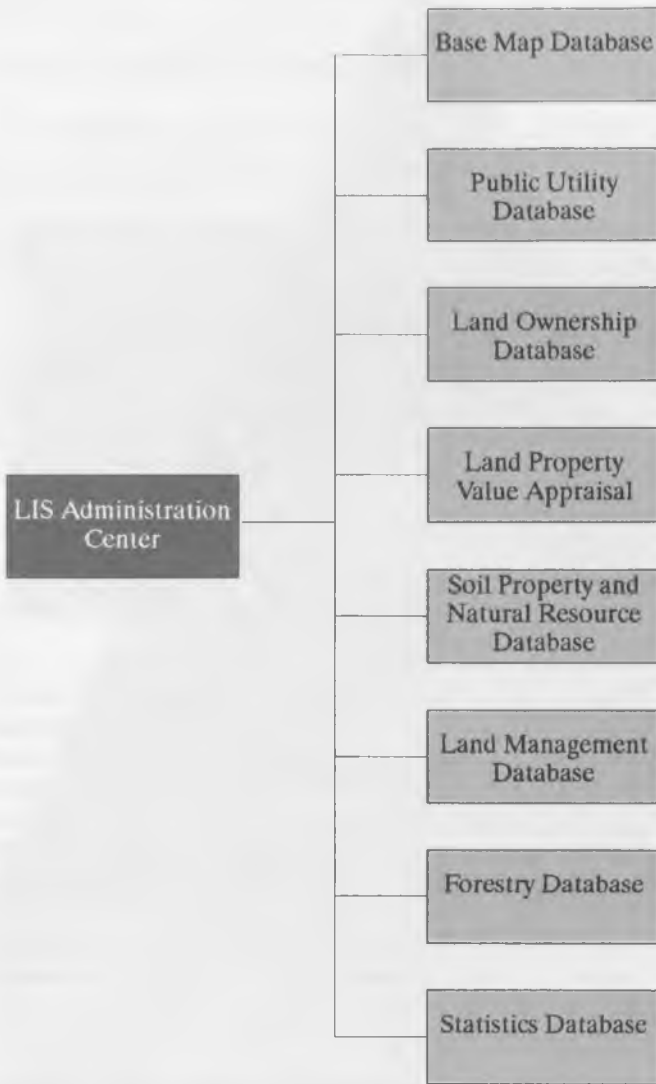 Base Map Database
Public Utility
Database
Land Ownership
Database
Land Property
Value Appraisal
LIS Administration
Center
Soil Property and
Natural Resource
Database
Land Management
Database
Forestry Database
Statistics Database